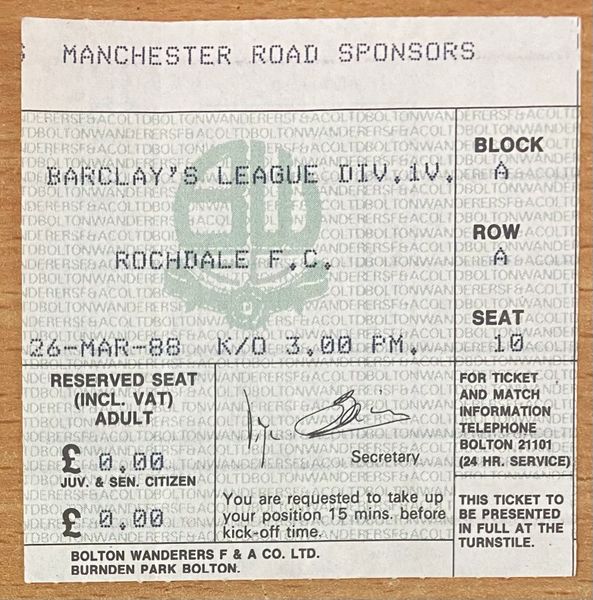 MANCHESTER ROAD SPONSORS
BARCLAY'S LEAGUE DIV.1V.
ROCHDALE F.C.
26-MAR-88 K/O 3.00 PM.
BLOCK
A
ROW
A
SEAT
10
RESERVED SEAT
(INCL. VAT)
ADULT
£ 0.00
JUV. & SEN. CITIZEN
£ 0.00
Secretary
You are requested to take up
your position 15 mins. before
kick-off time.
FOR TICKET
AND MATCH
INFORMATION
TELEPHONE
BOLTON 21101
(24 HR. SERVICE)
THIS TICKET TO
BE PRESENTED
IN FULL AT THE
TURNSTILE.
BOLTON WANDERERS F & A CO. LTD.
BURNDEN PARK BOLTON.